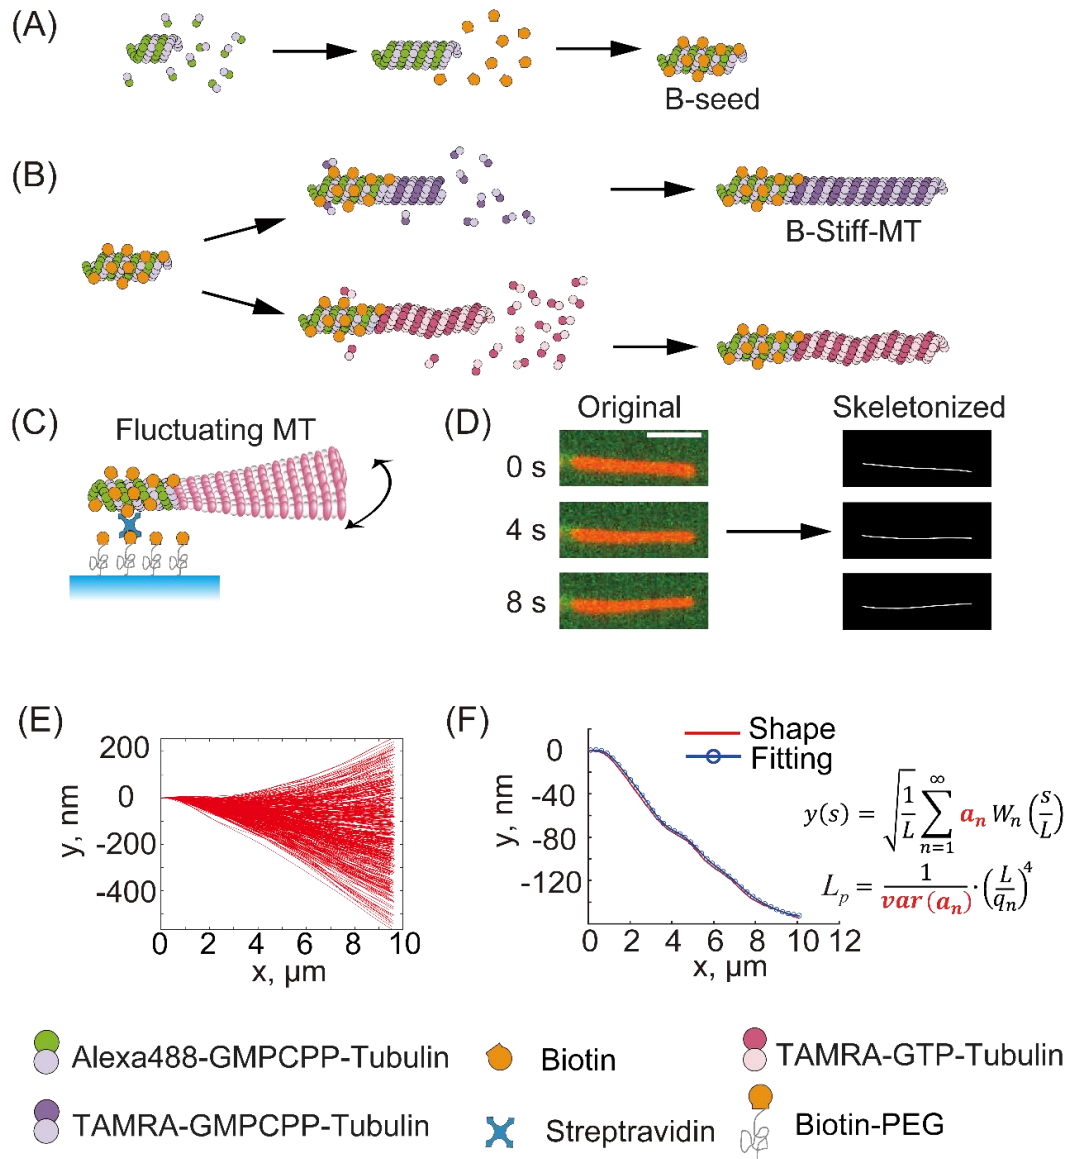 (A)
B-seed
(B)
B-Stiff-MT
(C)
Fluctuating MT
(D)
Original
Skeletonized
0 s
4 s
8 s
(E)
200
0
-200
-400
y, nm
0 2 4 6 8 10
x, μm
(F)
Shape
Fitting
0
-40
-80
-120
y, nm
0 2 4 6 8 10 12
x, μm
y(s) = √(1/L) ∑_{n=1}^{∞} a_n W_n (s/L)
L_p = 1/var(a_n) · (L/q_n)^4
Alexa488-GMPCPP-Tubulin
Biotin
TAMRA-GTP-Tubulin
TAMRA-GMPCPP-Tubulin
Streptravidin
Biotin-PEG